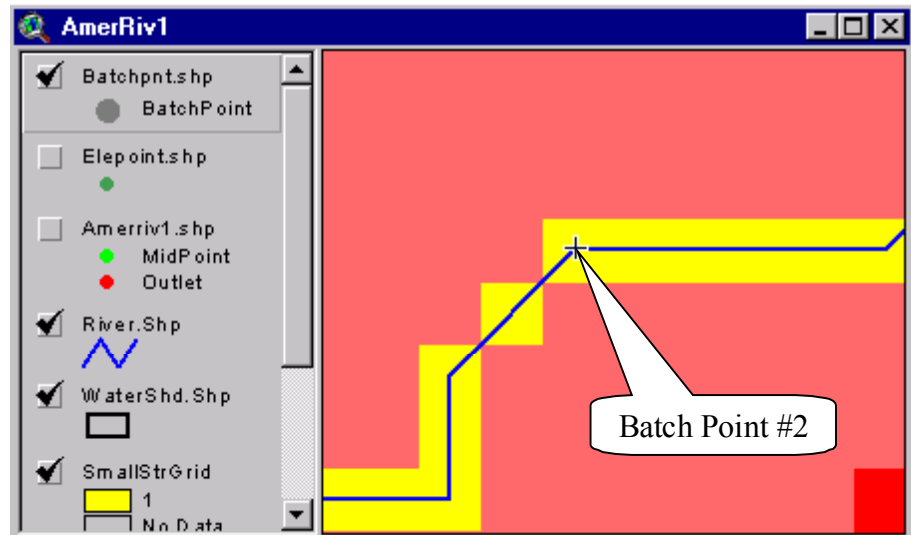 AmerRiv1
Batchpnt.shp
BatchPoint
Elepoint.shp
Amerriv1.shp
MidPoint
Outlet
River.Shp
WaterShd.Shp
SmallStrGrid
1
No Data
Batch Point #2